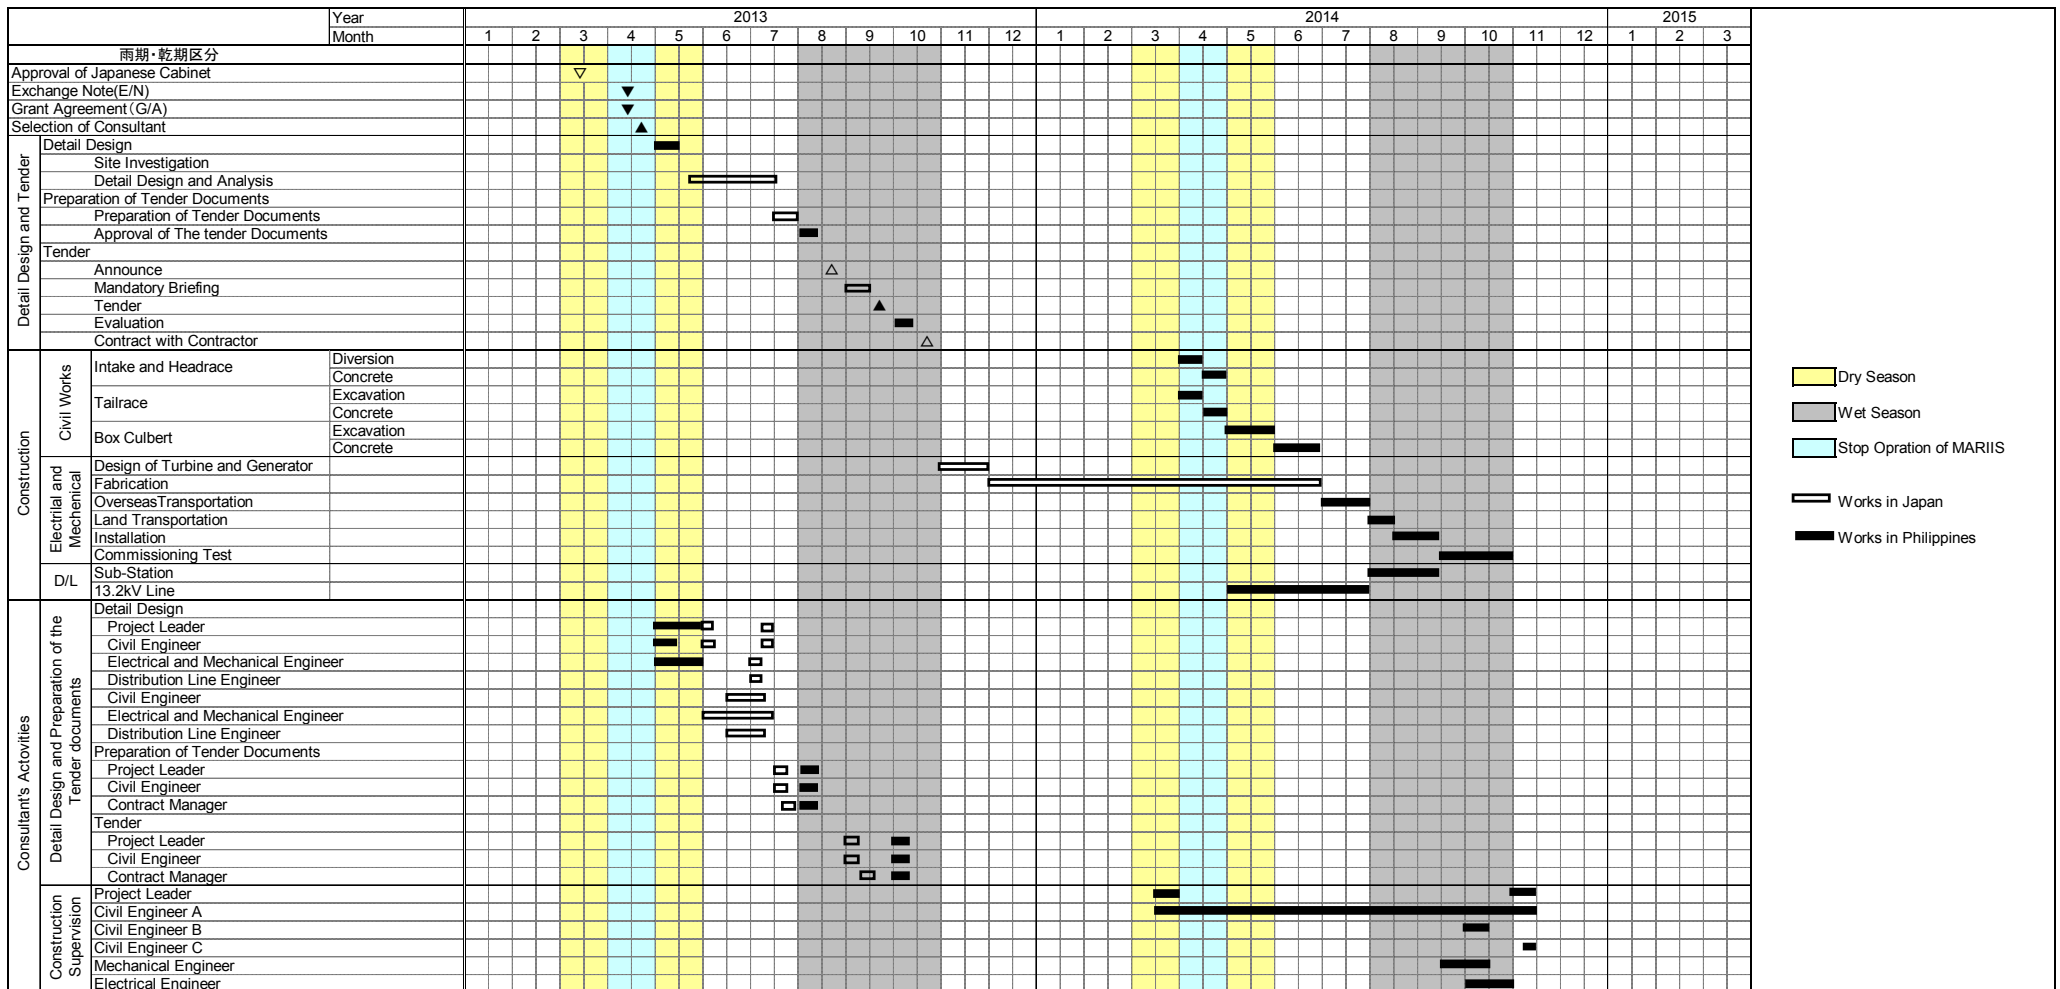 Year 2013 2014 2015
Month 1 2 3 4 5 6 7 8 9 10 11 12 1 2 3 4 5 6 7 8 9 10 11 12 1 2 3
雨期・乾期区分
Approval of Japanese Cabinet
Exchange Note(E/N)
Grant Agreement(G/A)
Selection of Consultant
Detail Design and Tender
Detail Design
Site Investigation
Detail Design and Analysis
Preparation of Tender Documents
Preparation of Tender Documents
Approval of The tender Documents
Tender
Announce
Mandatory Briefing
Tender
Evaluation
Contract with Contractor
Construction
Civil Works
Intake and Headrace
Diversion
Concrete
Tailrace
Excavation
Concrete
Box Culbert
Excavation
Concrete
Electrilal and
Mechenical
Design of Turbine and Generator
Fabrication
OverseasTransportation
Land Transportation
Installation
Commissioning Test
D/L
Sub-Station
13.2kV Line
Consultant's Actovities
Detail Design and Preparation of the
Tender documents
Detail Design
Project Leader
Civil Engineer
Electrical and Mechanical Engineer
Distribution Line Engineer
Civil Engineer
Electrical and Mechanical Engineer
Distribution Line Engineer
Preparation of Tender Documents
Project Leader
Civil Engineer
Contract Manager
Tender
Project Leader
Civil Engineer
Contract Manager
Construction
Supervision
Project Leader
Civil Engineer A
Civil Engineer B
Civil Engineer C
Mechanical Engineer
Electrical Engineer
Dry Season
Wet Season
Stop Opration of MARIIS
Works in Japan
Works in Philippines